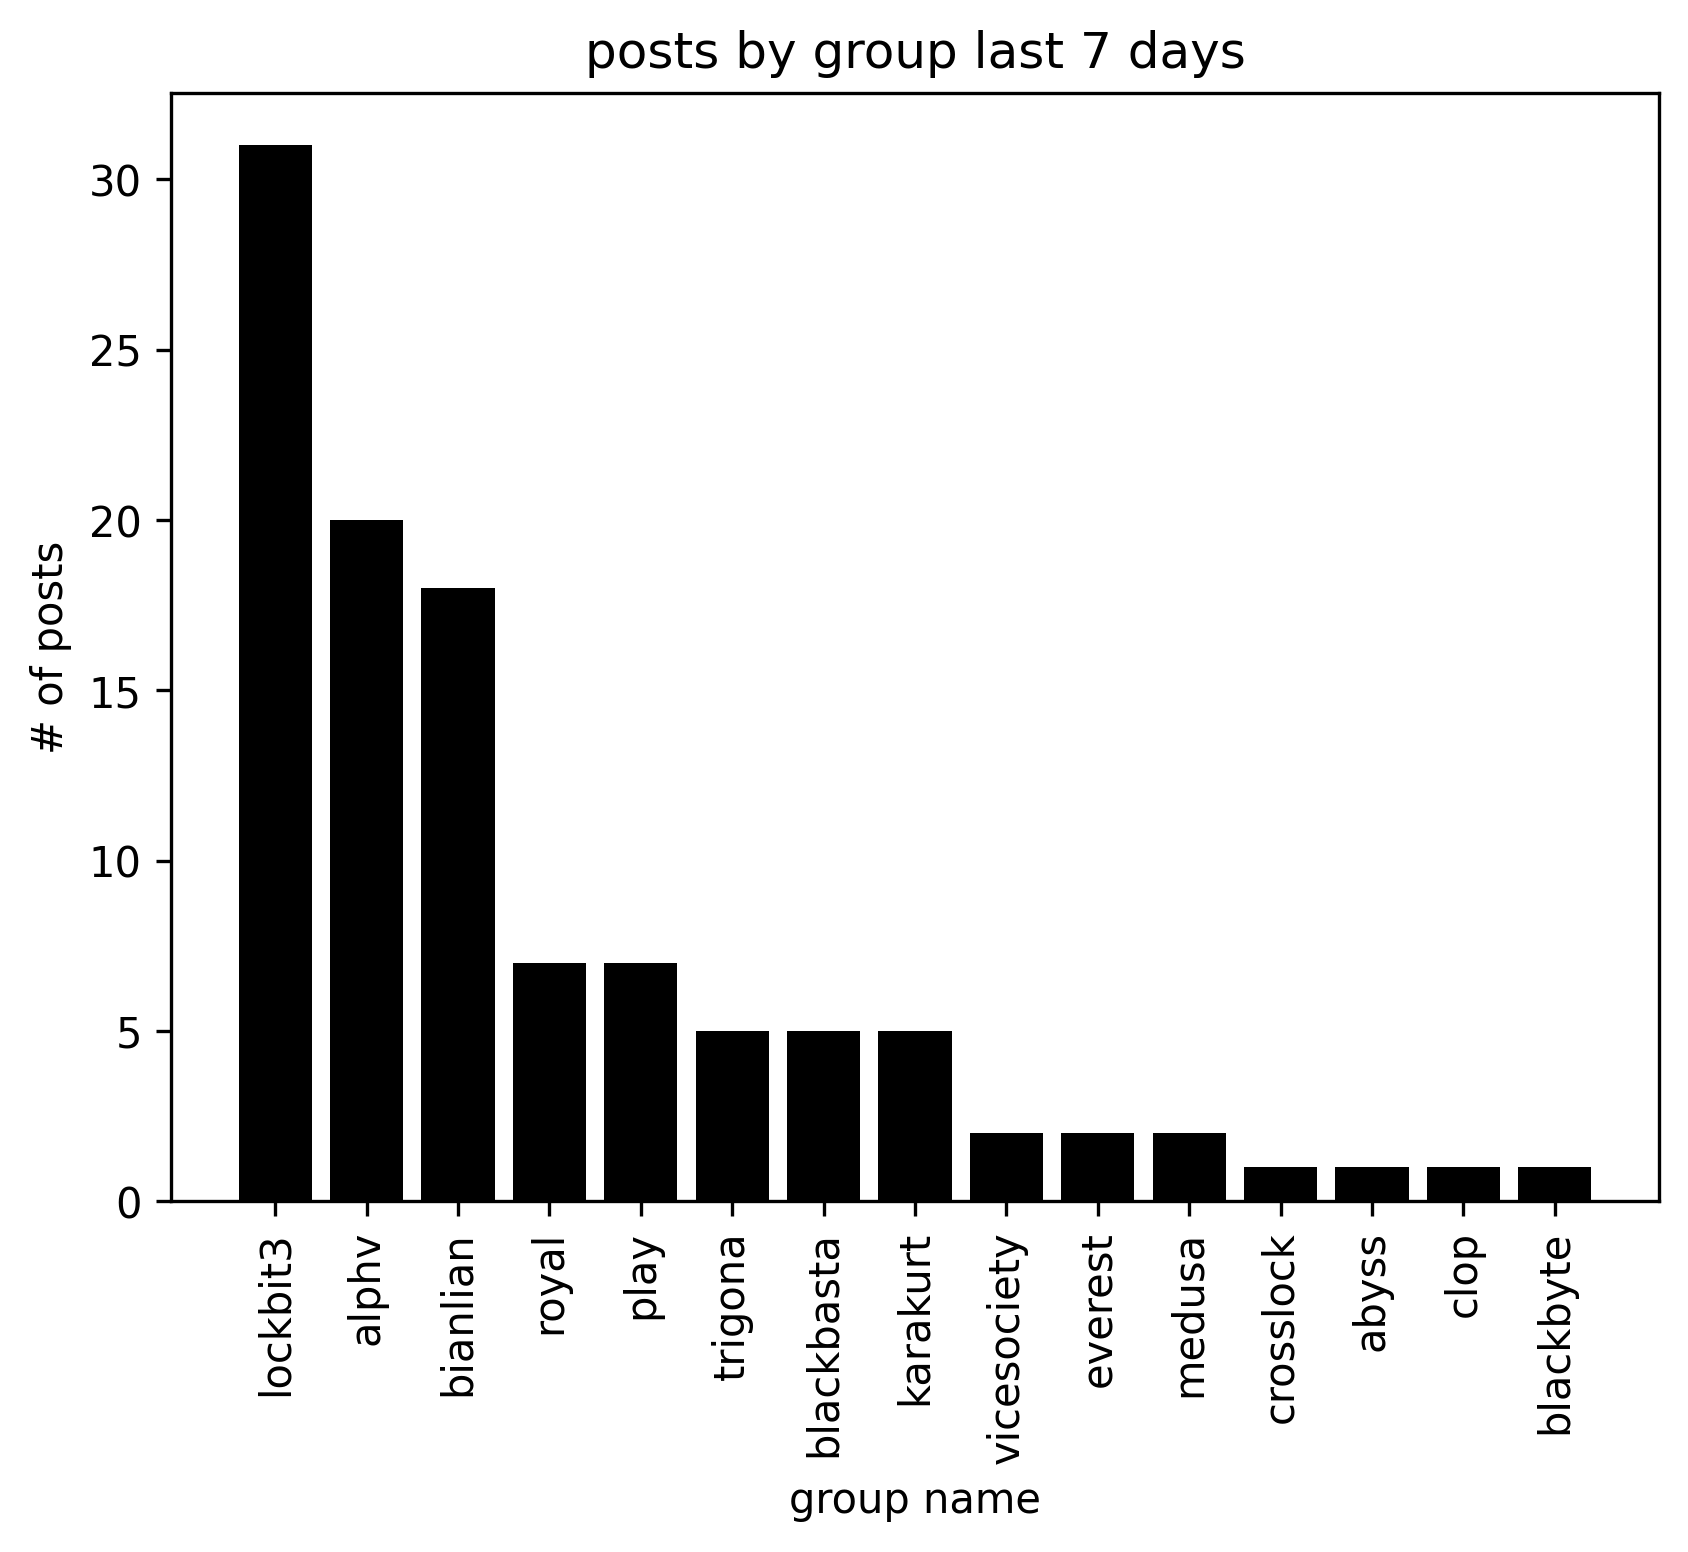 posts by group last 7 days
# of posts
30
25
20
15
10
5
0
lockbit3
alphv
bianlian
royal
play
trigona
blackbasta
karakurt
vicesociety
everest
medusa
crosslock
abyss
clop
blackbyte
group name